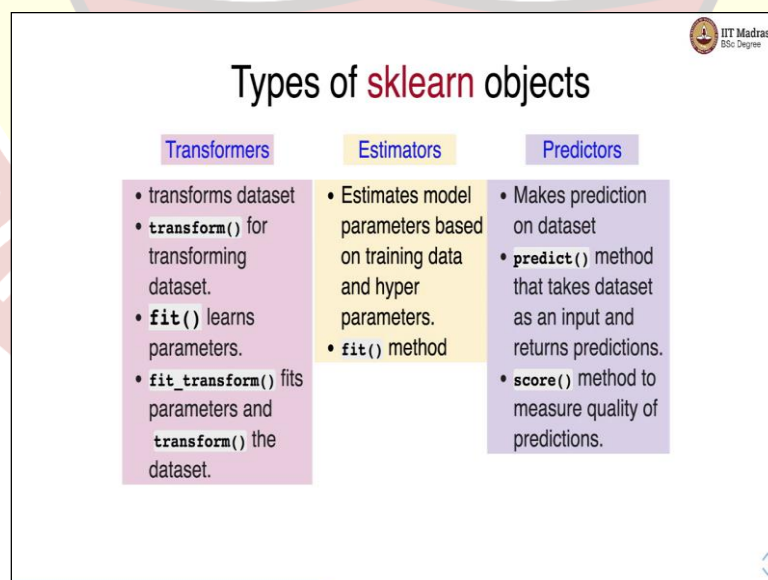 IIT Madras
BSc Degree
Types of sklearn objects
Transformers
• transforms dataset
• transform() for
transforming
dataset.
• fit() learns
parameters.
• fit_transform() fits
parameters and
transform() the
dataset.
Estimators
• Estimates model
parameters based
on training data
and hyper
parameters.
• fit() method
Predictors
• Makes prediction
on dataset
• predict() method
that takes dataset
as an input and
returns predictions.
• score() method to
measure quality of
predictions.